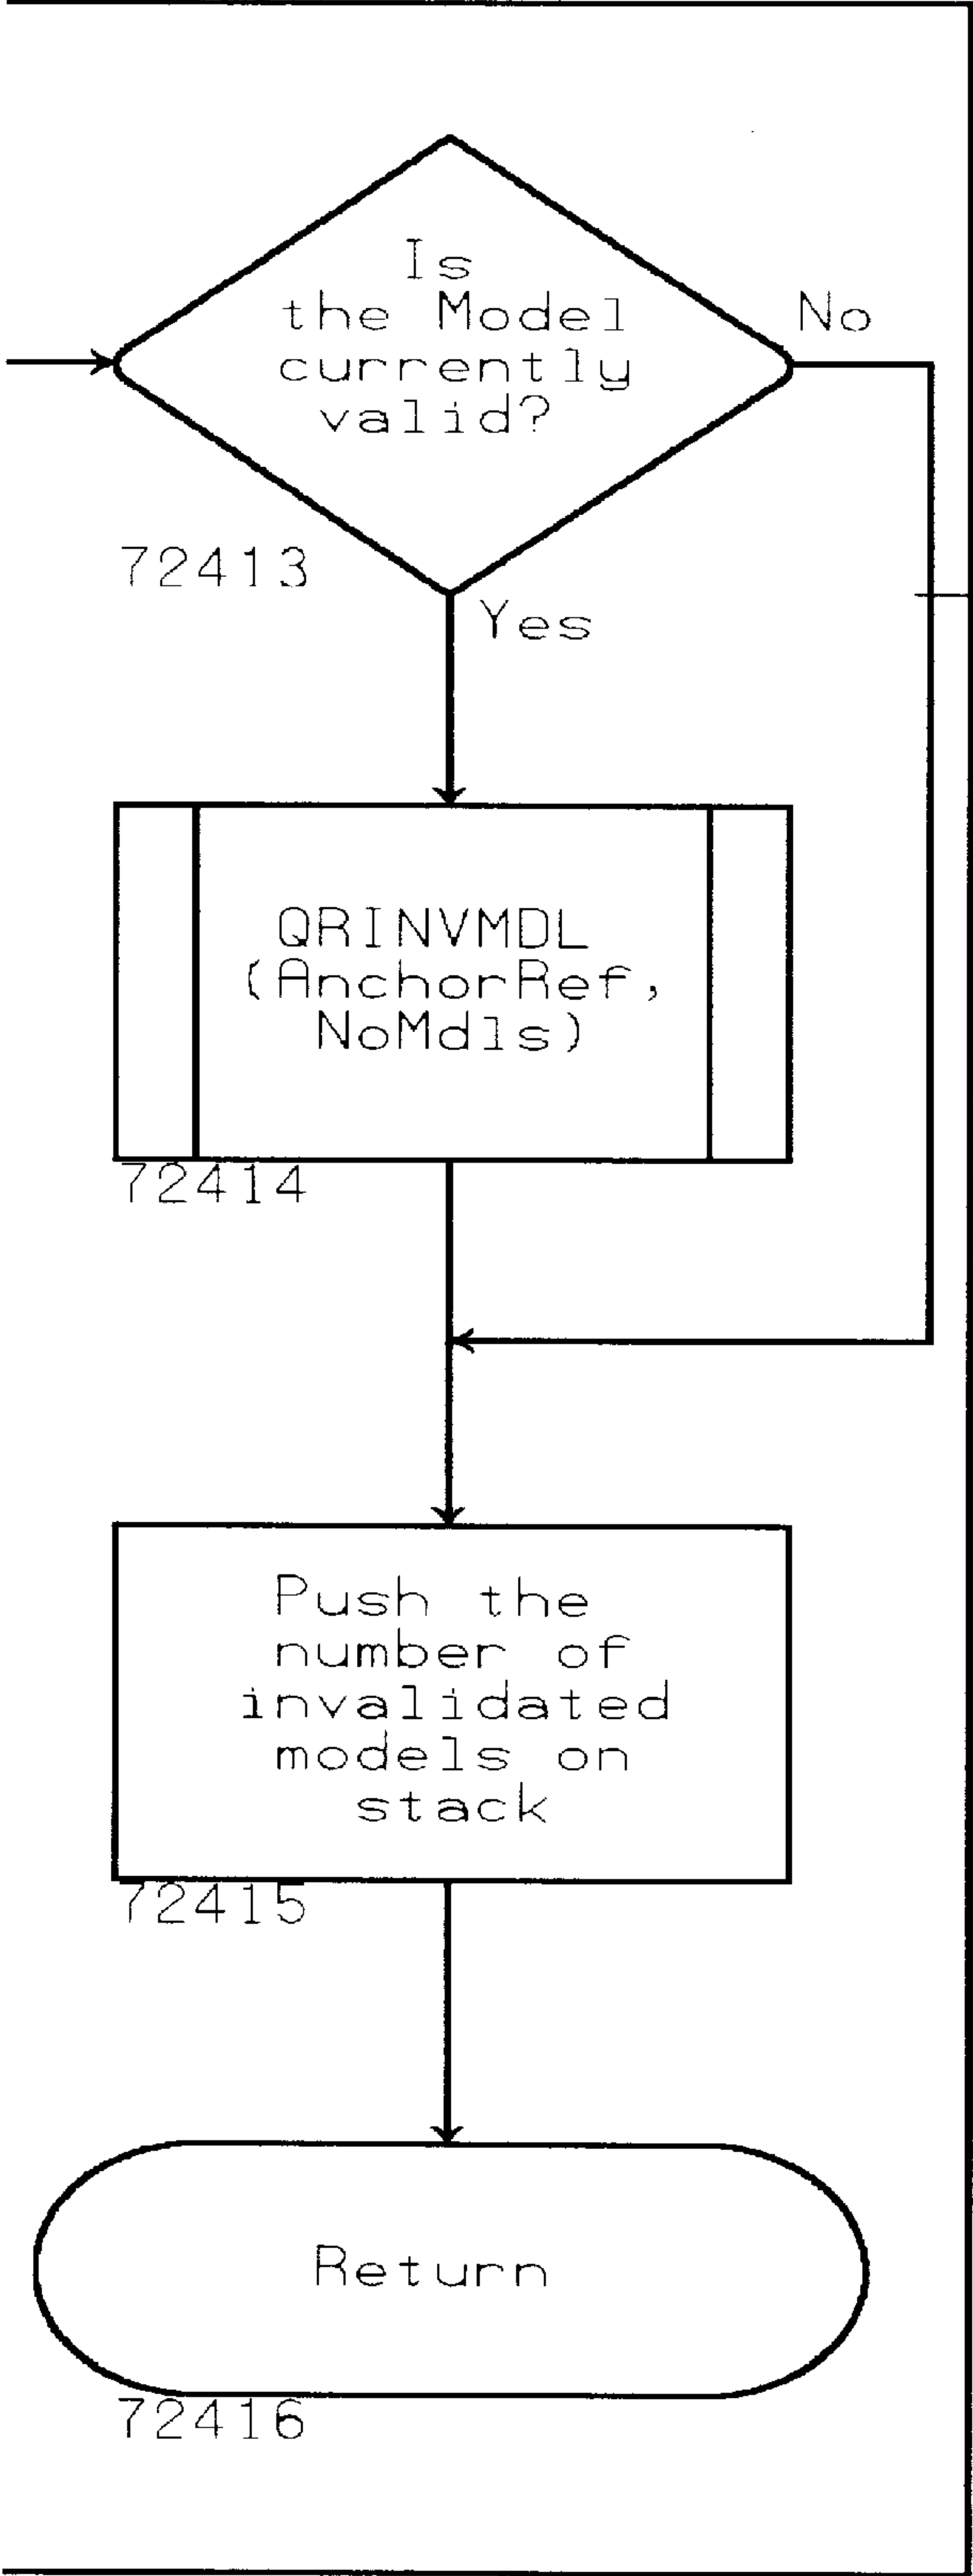 Is
the Model
currently
valid?
No
72413
Yes
QRINVMDL
(AnchorRef,
NoMdls)
72414
Push the
number of
invalidated
models on
stack
72415
Return
72416